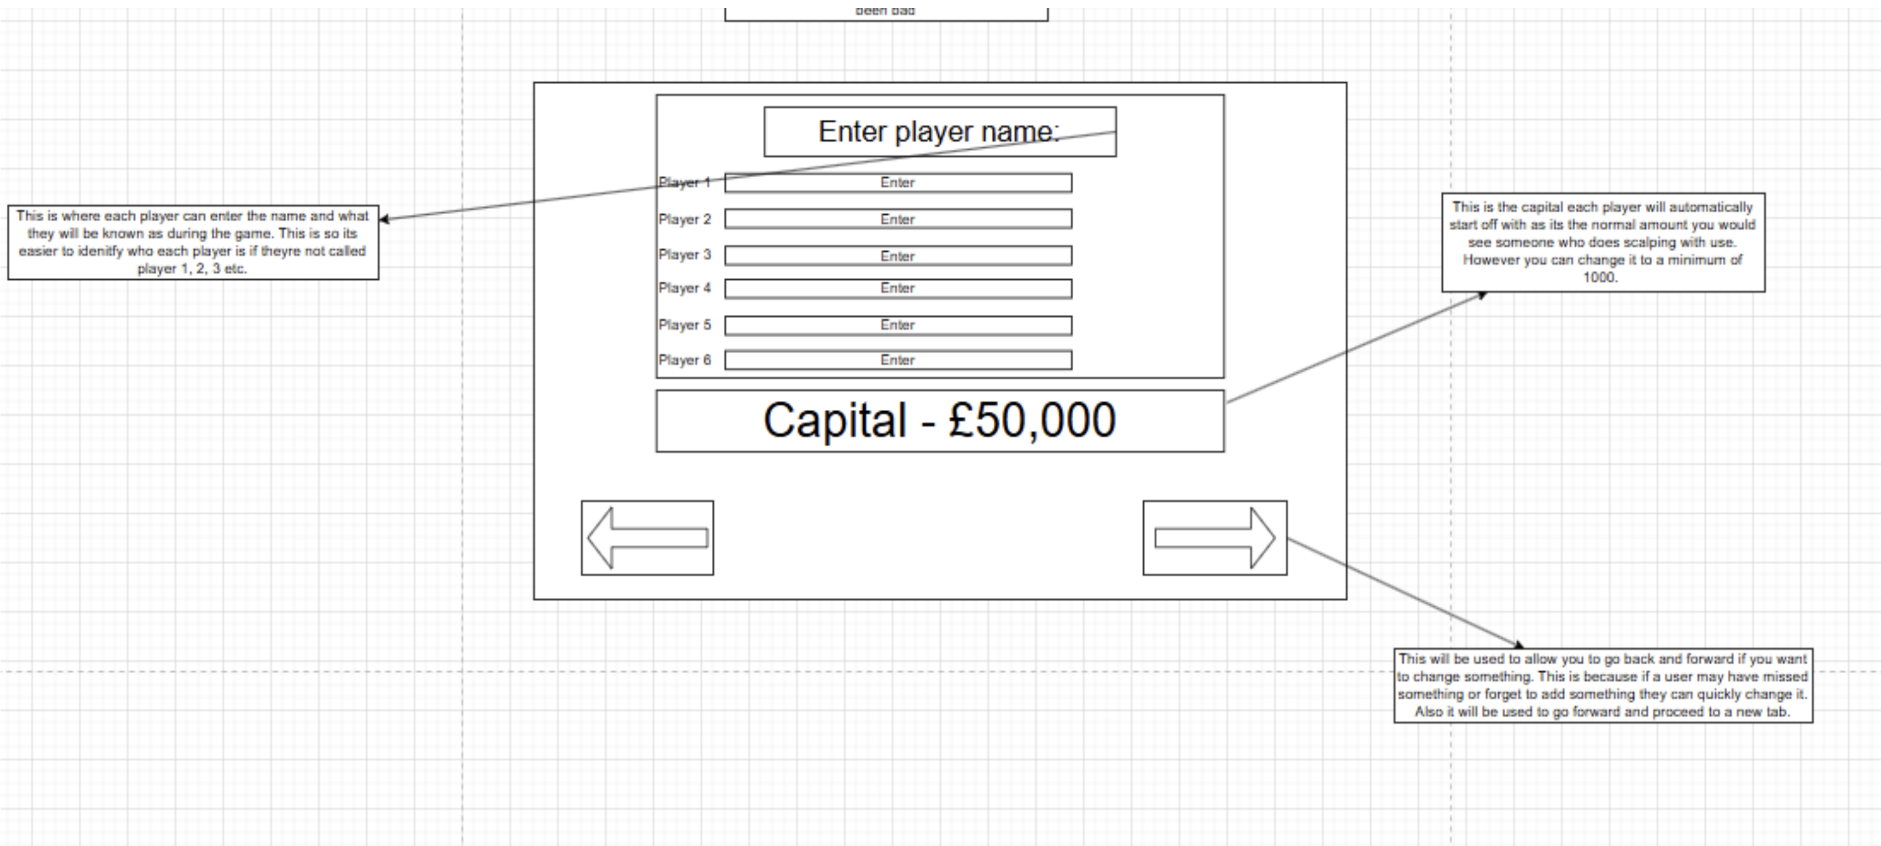 been bad
Enter player name:
Player 1 Enter
Player 2 Enter
Player 3 Enter
Player 4 Enter
Player 5 Enter
Player 6 Enter
Capital - £50,000
This is where each player can enter the name and what
they will be known as during the game. This is so its
easier to idenitfy who each player is if theyre not called
player 1, 2, 3 etc.
This is the capital each player will automatically
start off with as its the normal amount you would
see someone who does scalping with use.
However you can change it to a minimum of
1000.
This will be used to allow you to go back and forward if you want
to change something. This is because if a user may have missed
something or forget to add something they can quickly change it.
Also it will be used to go forward and proceed to a new tab.